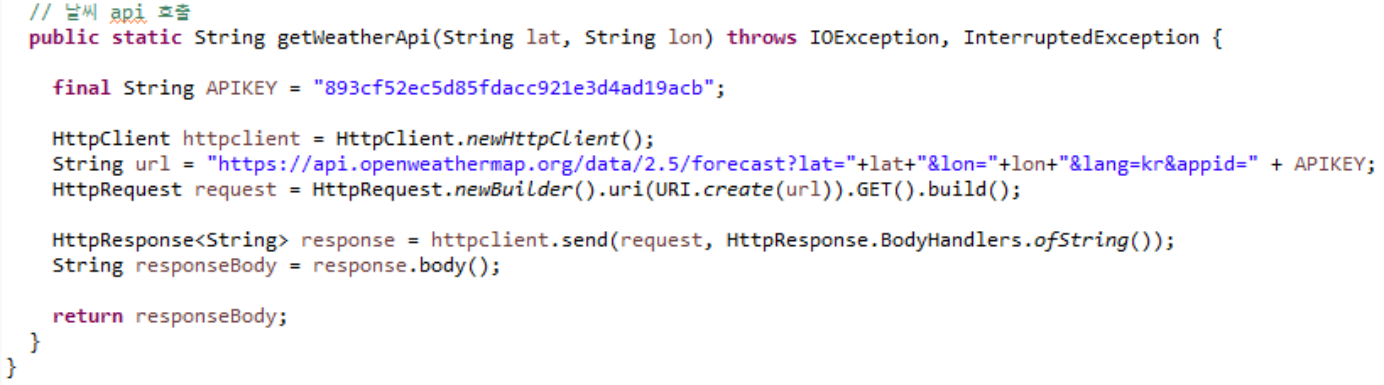 // 날씨 api 호출
public static String getWeatherApi(String lat, String lon) throws IOException, InterruptedException {
final String APIKEY = "893cf52ec5d85fdacc921e3d4ad19acb";
HttpClient httpclient = HttpClient.newHttpClient();
String url = "https://api.openweathermap.org/data/2.5/forecast?lat="+lat+"&lon="+lon+"&lang=kr&appid=" + APIKEY;
HttpRequest request = HttpRequest.newBuilder().uri(URI.create(url)).GET().build();
HttpResponse<String> response = httpclient.send(request, HttpResponse.BodyHandlers.ofString());
String responseBody = response.body();
return responseBody;
}
}